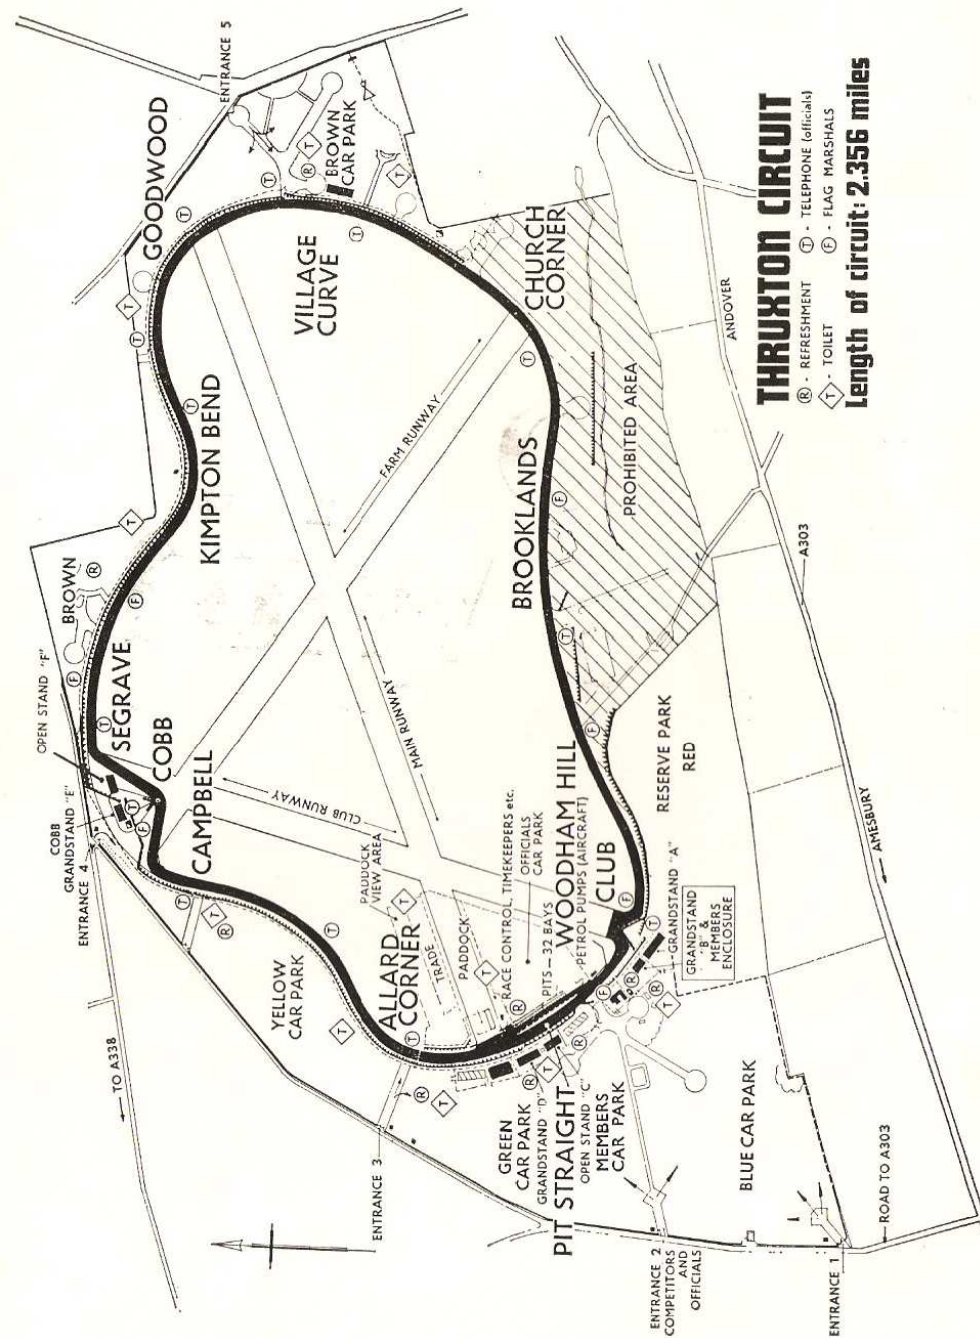 ENTRANCE 5
GOODWOOD
BROWN
CAR PARK
VILLAGE
CURVE
CHURCH
CORNER
KIMPTON BEND
FARM RUNWAY
BROOKLANDS
PROHIBITED AREA
ANDOVER
THRUXTON CIRCUIT
R - REFRESHMENT T - TELEPHONE (officials)
T - TOILET F - FLAG MARSHALS
Length of circuit: 2.356 miles
BROWN
OPEN STAND "F"
SEGRAVE
COBB
COBB
GRANDSTAND "E"
ENTRANCE 4
CAMPBELL
CLUB RUNWAY
MAIN RUNWAY
A303
RESERVE PARK
RED
AMESBURY
PADDOCK
VIEW AREA
YELLOW
CAR PARK
ALLARD
CORNER
TRADE
PADDOCK
RACE CONTROL, TIMEKEEPERS etc.
OFFICIALS
CAR PARK
PITS—32 BAYS
WOODHAM HILL
PETROL PUMPS (AIRCRAFT)
CLUB
GRANDSTAND "A"
GRANDSTAND
"B" &
MEMBERS
ENCLOSURE
TO A338
ENTRANCE 3
GREEN
CAR PARK
GRANDSTAND "D"
PIT STRAIGHT
OPEN STAND "C"
MEMBERS
CAR PARK
BLUE CAR PARK
ROAD TO A303
ENTRANCE 2
COMPETITORS
AND
OFFICIALS
ENTRANCE 1